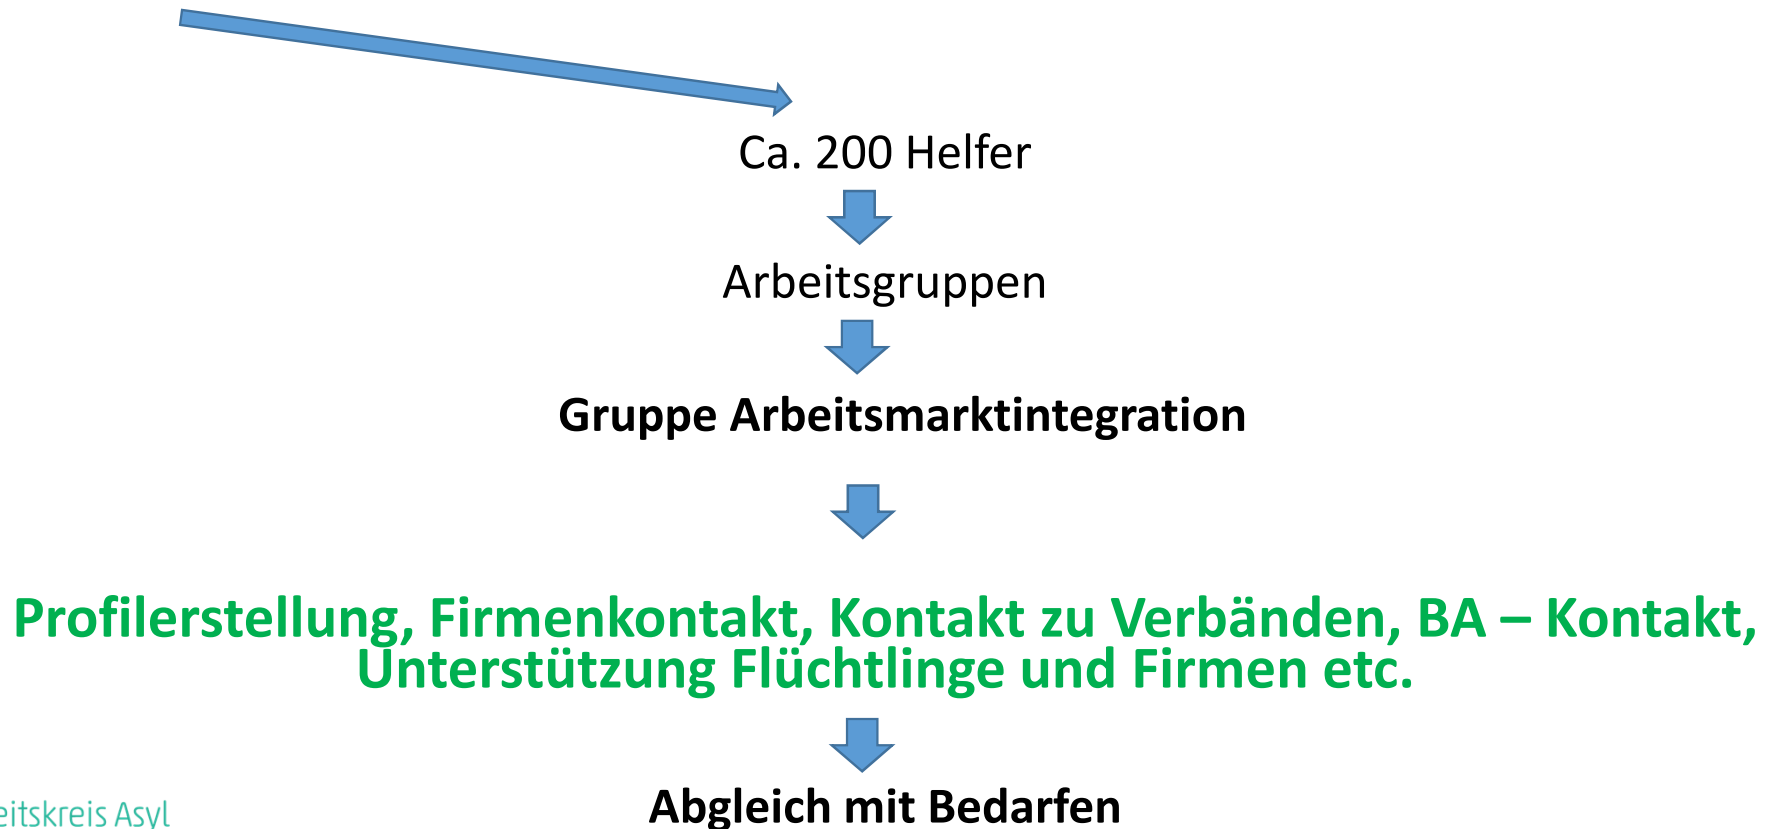 Ca. 200 Helfer
Arbeitsgruppen
Gruppe Arbeitsmarktintegration
Profilerstellung, Firmenkontakt, Kontakt zu Verbänden, BA – Kontakt,
Unterstützung Flüchtlinge und Firmen etc.
Abgleich mit Bedarfen
eitskreis Asyl